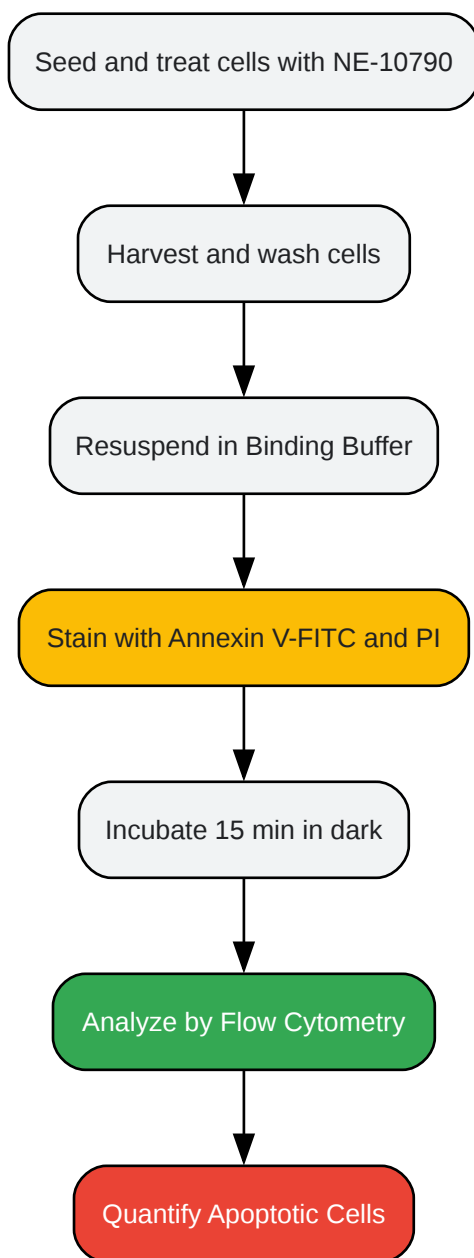 Seed and treat cells with NE-10790
Harvest and wash cells
Resuspend in Binding Buffer
Stain with Annexin V-FITC and PI
Incubate 15 min in dark
Analyze by Flow Cytometry
Quantify Apoptotic Cells